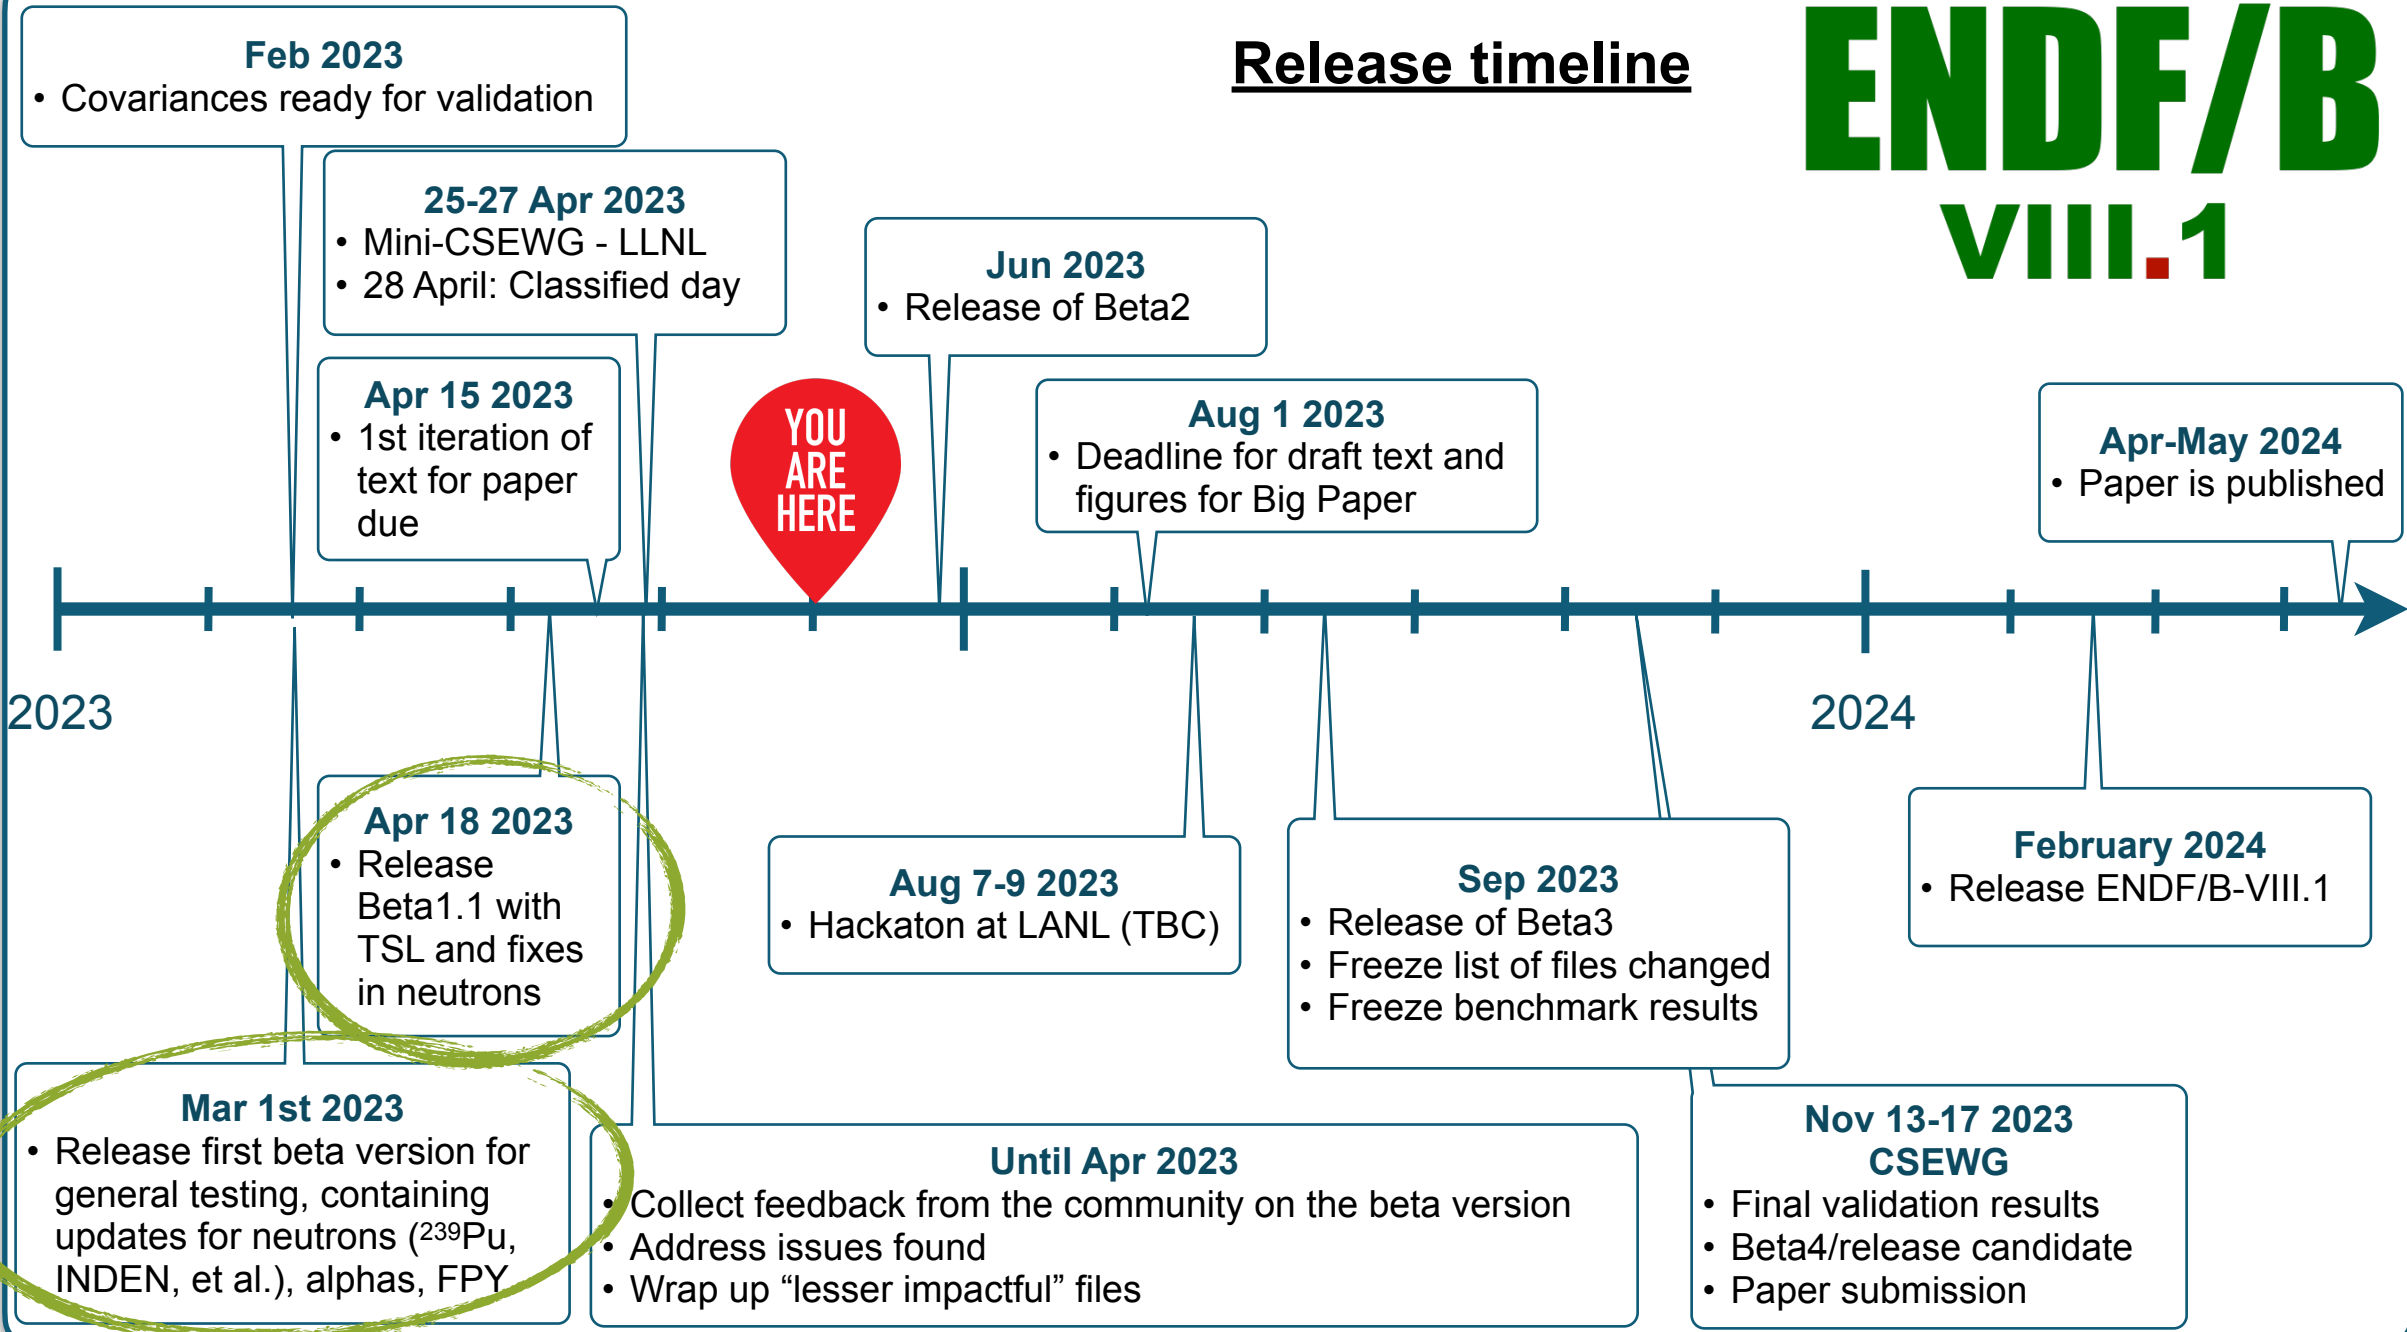 Release timeline
ENDF/B
VIII.1
Feb 2023
• Covariances ready for validation
25-27 Apr 2023
• Mini-CSEWG - LLNL
• 28 April: Classified day
Jun 2023
• Release of Beta2
Apr 15 2023
• 1st iteration of
text for paper
due
YOU
ARE
HERE
Aug 1 2023
• Deadline for draft text and
figures for Big Paper
Apr-May 2024
• Paper is published
2023
2024
Apr 18 2023
• Release
Beta1.1 with
TSL and fixes
in neutrons
Aug 7-9 2023
• Hackaton at LANL (TBC)
Sep 2023
• Release of Beta3
• Freeze list of files changed
• Freeze benchmark results
February 2024
• Release ENDF/B-VIII.1
Mar 1st 2023
• Release first beta version for
general testing, containing
updates for neutrons (²³⁹Pu,
INDEN, et al.), alphas, FPY
Until Apr 2023
• Collect feedback from the community on the beta version
• Address issues found
• Wrap up “lesser impactful” files
Nov 13-17 2023
CSEWG
• Final validation results
• Beta4/release candidate
• Paper submission